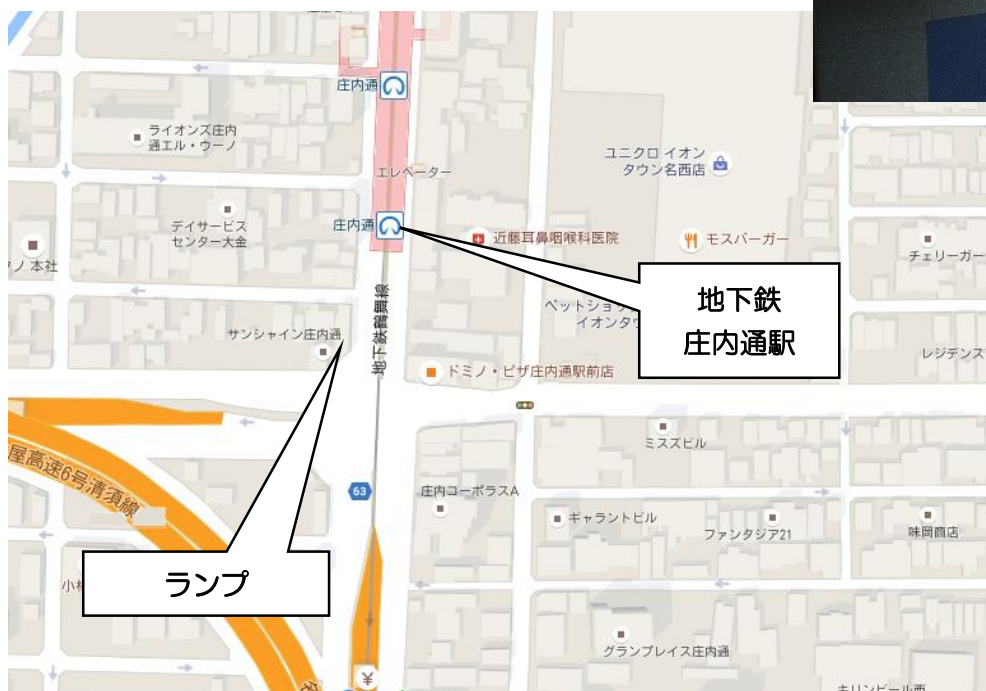 庄内通
ライオンズ庄内
通エル・ウーノ
ユニクロ イオン
タウン名西店
エレベーター
デイサービス
センター大金
庄内通
近藤耳鼻咽喉科医院
モスバーガー
チェリーガー
ノ 本社
地下鉄
庄内通駅
ペットショ
イオンタウ
地下鉄鶴舞線
サンシャイン庄内通
ドミノ・ピザ庄内通駅前店
レジデンス
ミスズビル
屋高速6号清須線
63
庄内コーポラスA
ギャラントビル
ファンタジア21
味岡商店
ランプ
小
グランプレイス庄内通
¥
キリンビール西